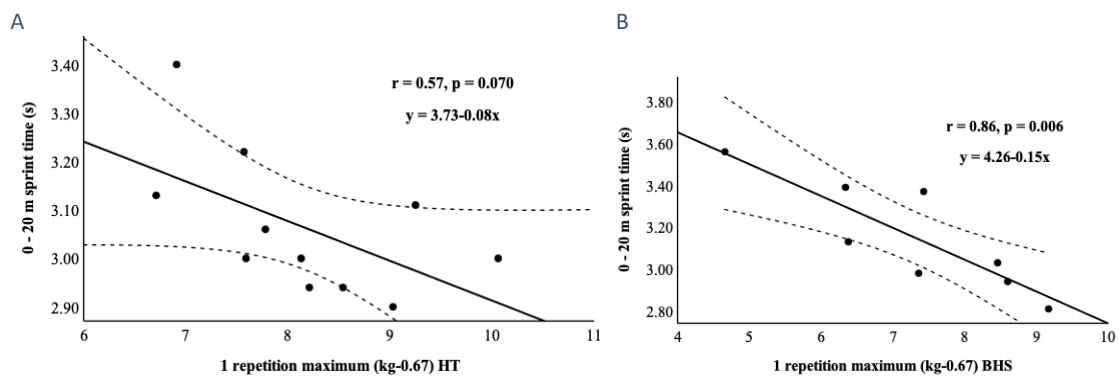 A
3.40
3.30
3.20
3.10
3.00
2.90
0 - 20 m sprint time (s)
r = 0.57, p = 0.070
y = 3.73-0.08x
6 7 8 9 10 11
1 repetition maximum (kg-0.67) HT
B
3.80
3.60
3.40
3.20
3.00
2.80
0 - 20 m sprint time (s)
r = 0.86, p = 0.006
y = 4.26-0.15x
4 5 6 7 8 9 10
1 repetition maximum (kg-0.67) BHS